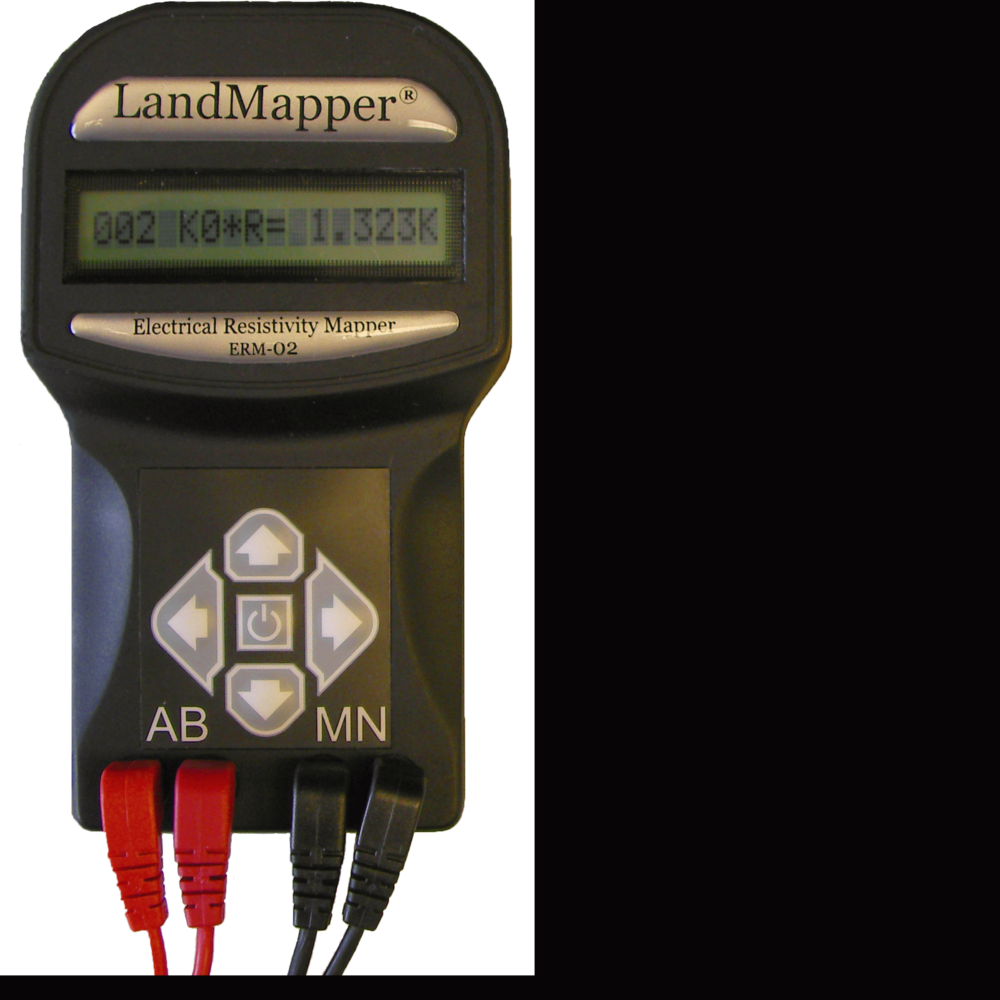 LandMapper®
002 K0*R= 1.323K
Electrical Resistivity Mapper
ERM-02
AB MN